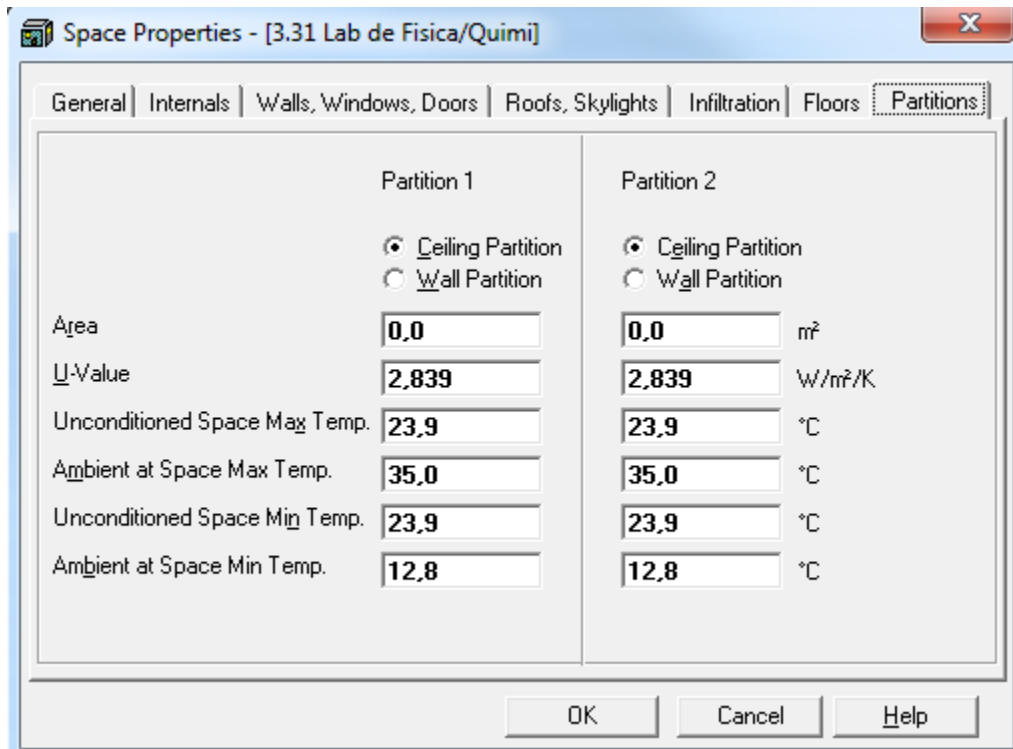 Space Properties - [3.31 Lab de Fisica/Quimi]
General Internals Walls, Windows, Doors Roofs, Skylights Infiltration Floors Partitions
Partition 1 Partition 2
Ceiling Partition Ceiling Partition
Wall Partition Wall Partition
Area 0,0 0,0 m²
U-Value 2,839 2,839 W/m²/K
Unconditioned Space Max Temp. 23,9 23,9 °C
Ambient at Space Max Temp. 35,0 35,0 °C
Unconditioned Space Min Temp. 23,9 23,9 °C
Ambient at Space Min Temp. 12,8 12,8 °C
OK Cancel Help